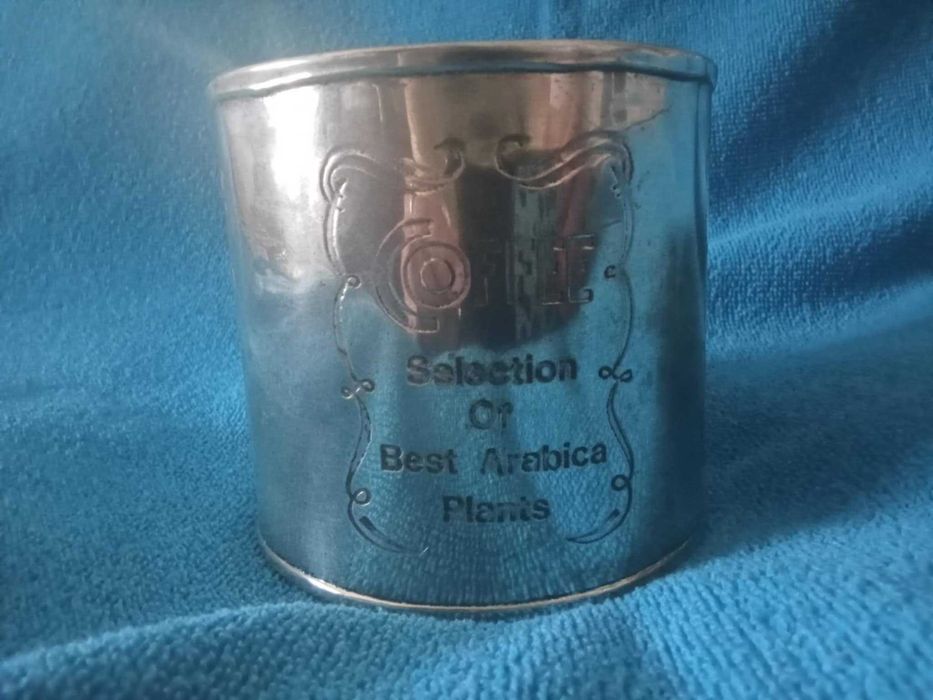 COFFEE
Selection
Of
Best Arabica
Plants